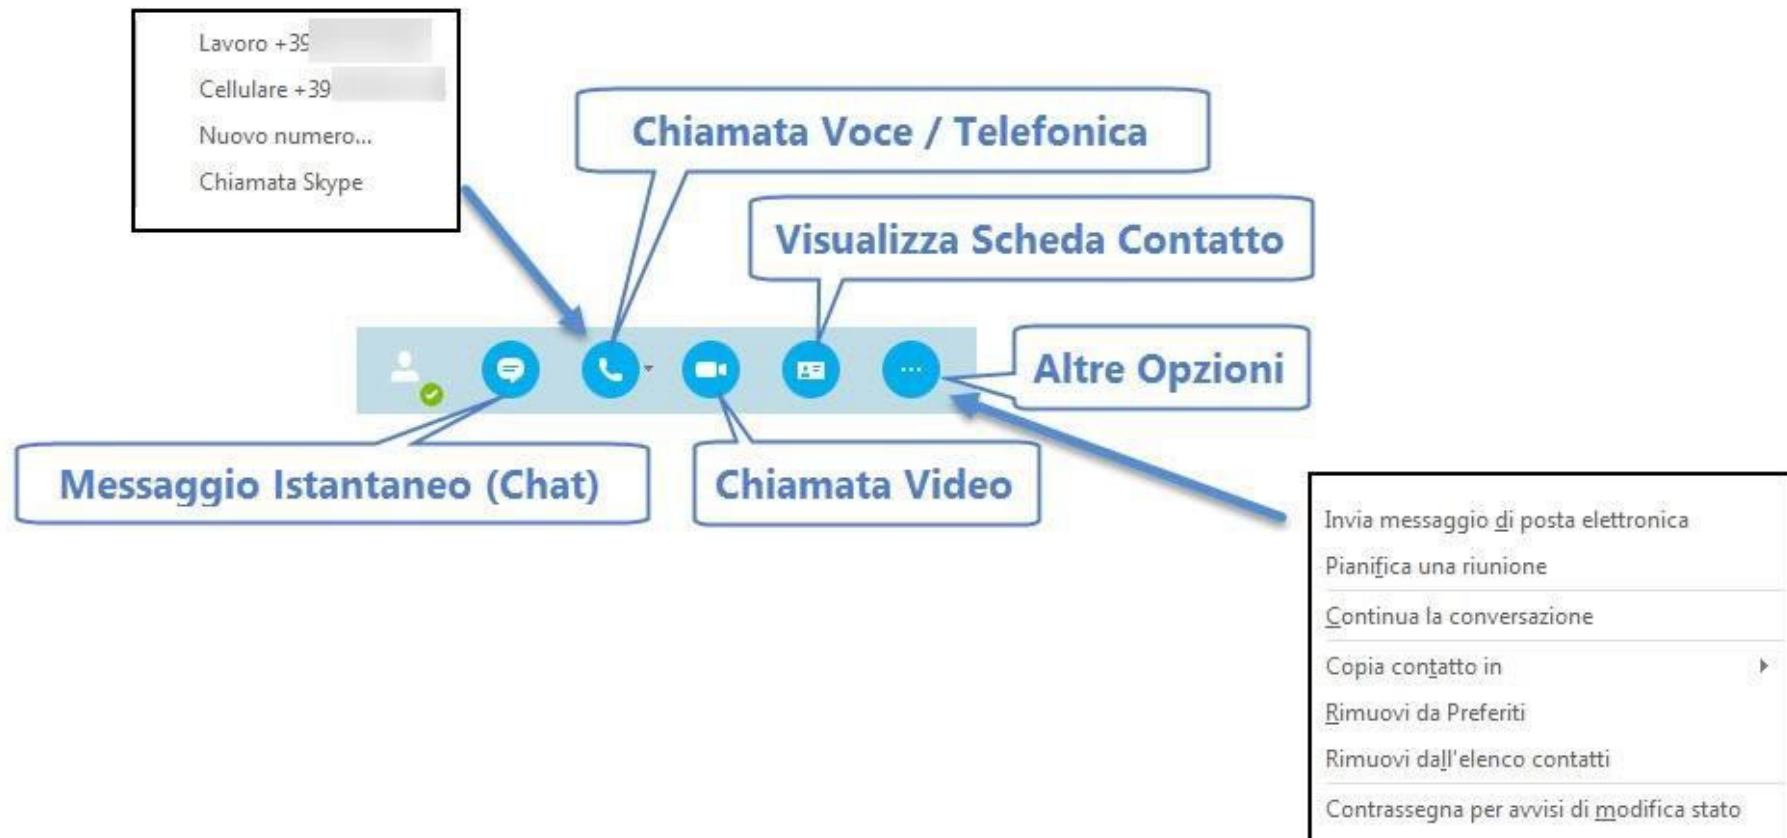 Lavoro +39
Cellulare +39
Nuovo numero...
Chiamata Skype
Chiamata Voce / Telefonica
Visualizza Scheda Contatto
Altre Opzioni
Messaggio Istantaneo (Chat)
Chiamata Video
Invia messaggio di posta elettronica
Pianifica una riunione
Continua la conversazione
Copia contatto in
Rimuovi da Preferiti
Rimuovi dall'elenco contatti
Contrassegna per avvisi di modifica stato